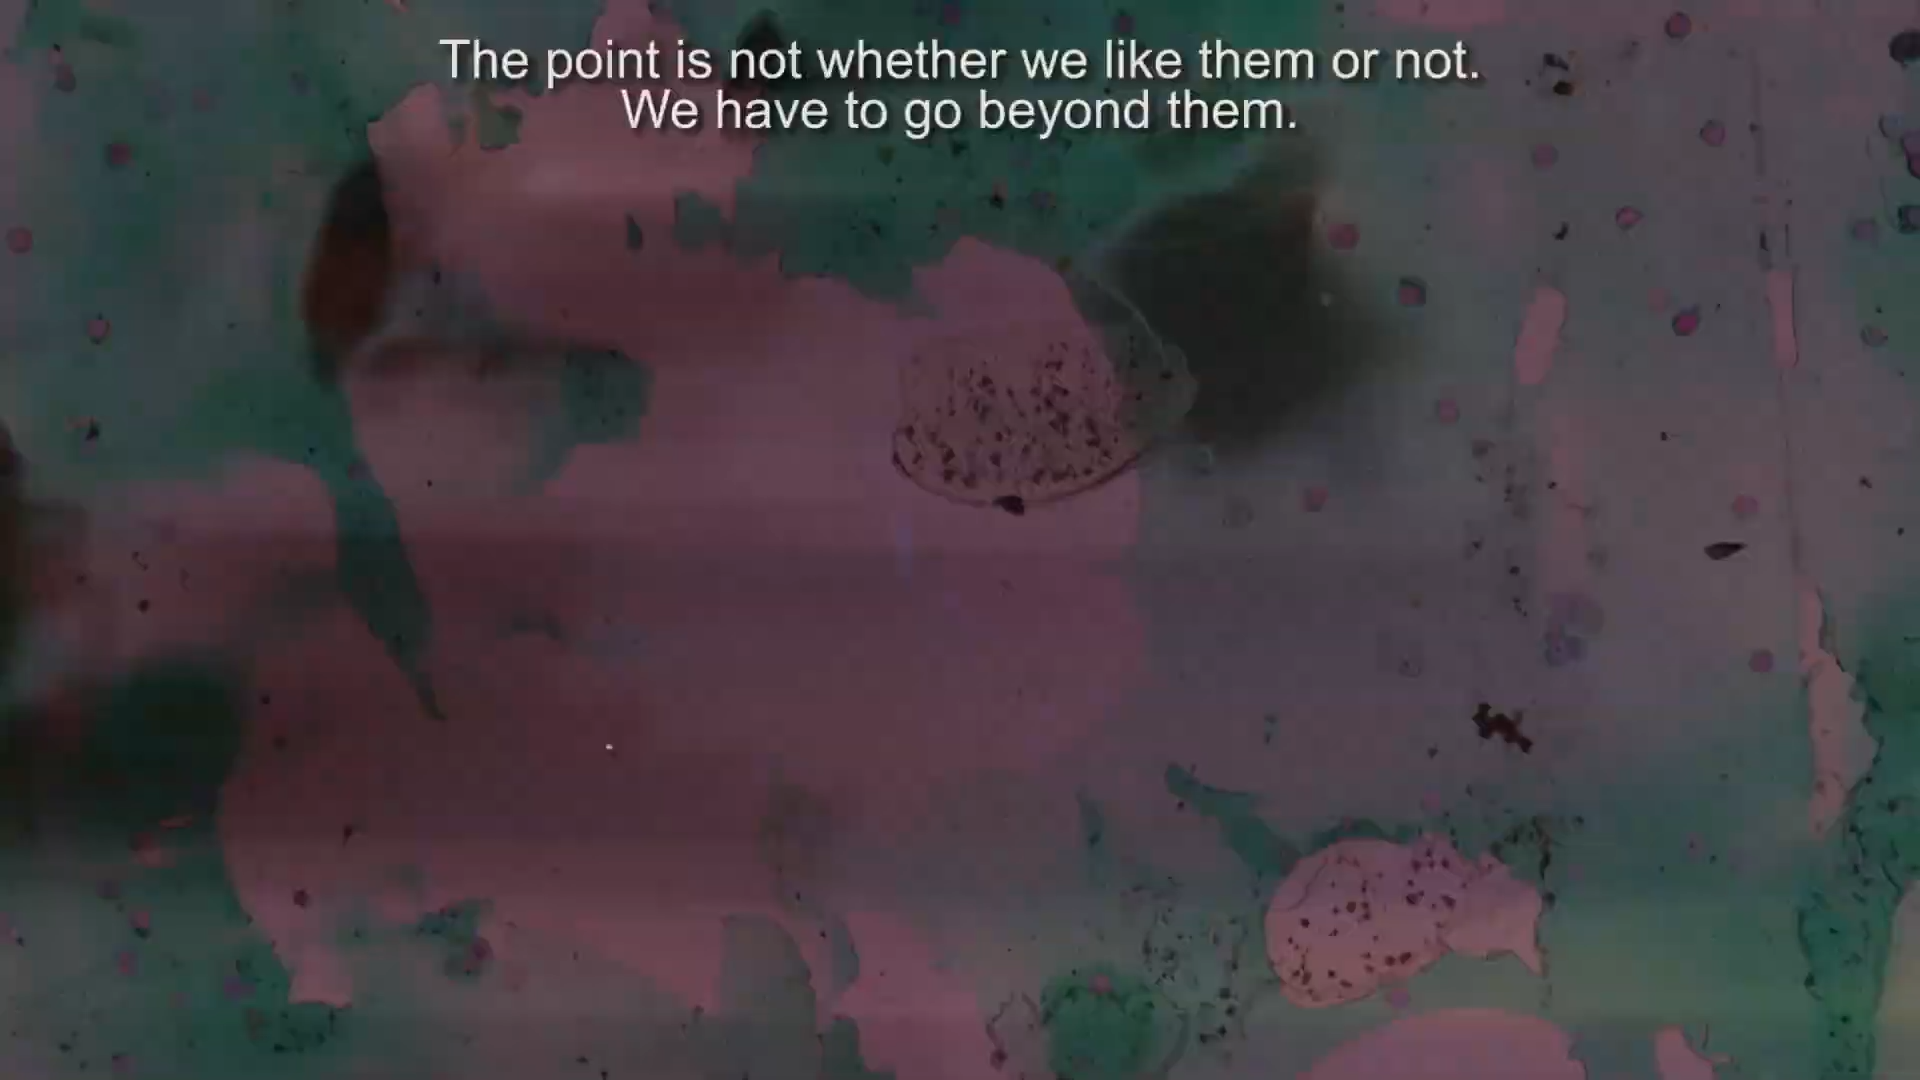 The point is not whether we like them or not.
We have to go beyond them.